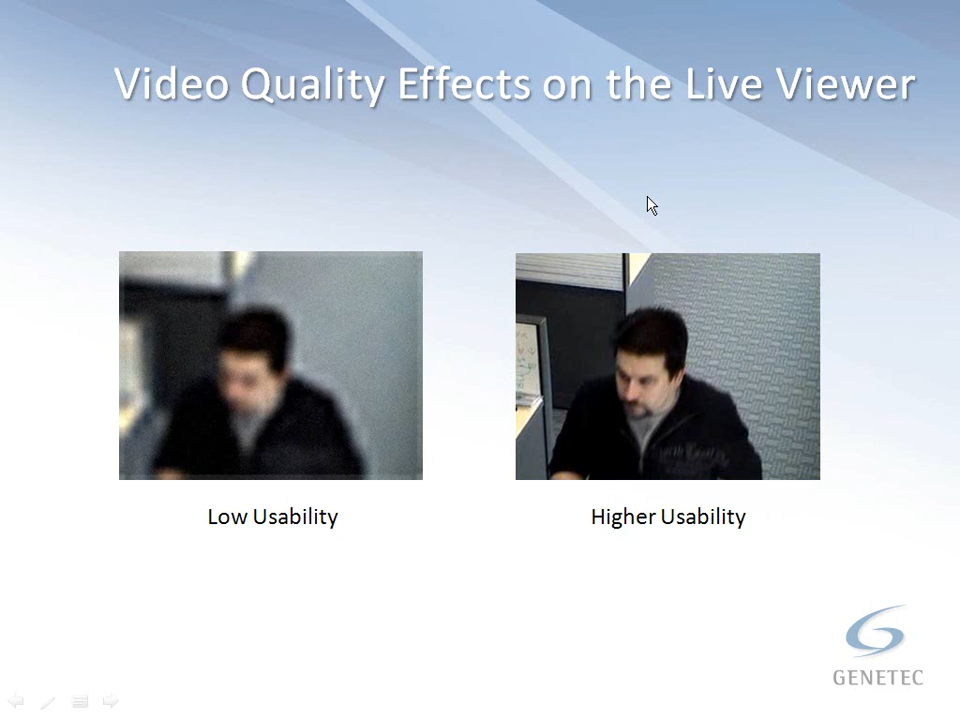 Video Quality Effects on the Live Viewer
Low Usability
Higher Usability
GENETEC